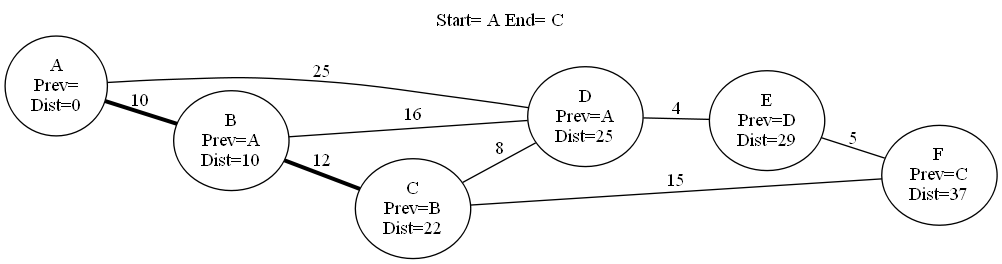 Start= A End= C
A
Prev=
Dist=0
25
10
B
Prev=A
Dist=10
16
12
C
Prev=B
Dist=22
8
15
D
Prev=A
Dist=25
4
E
Prev=D
Dist=29
5
F
Prev=C
Dist=37